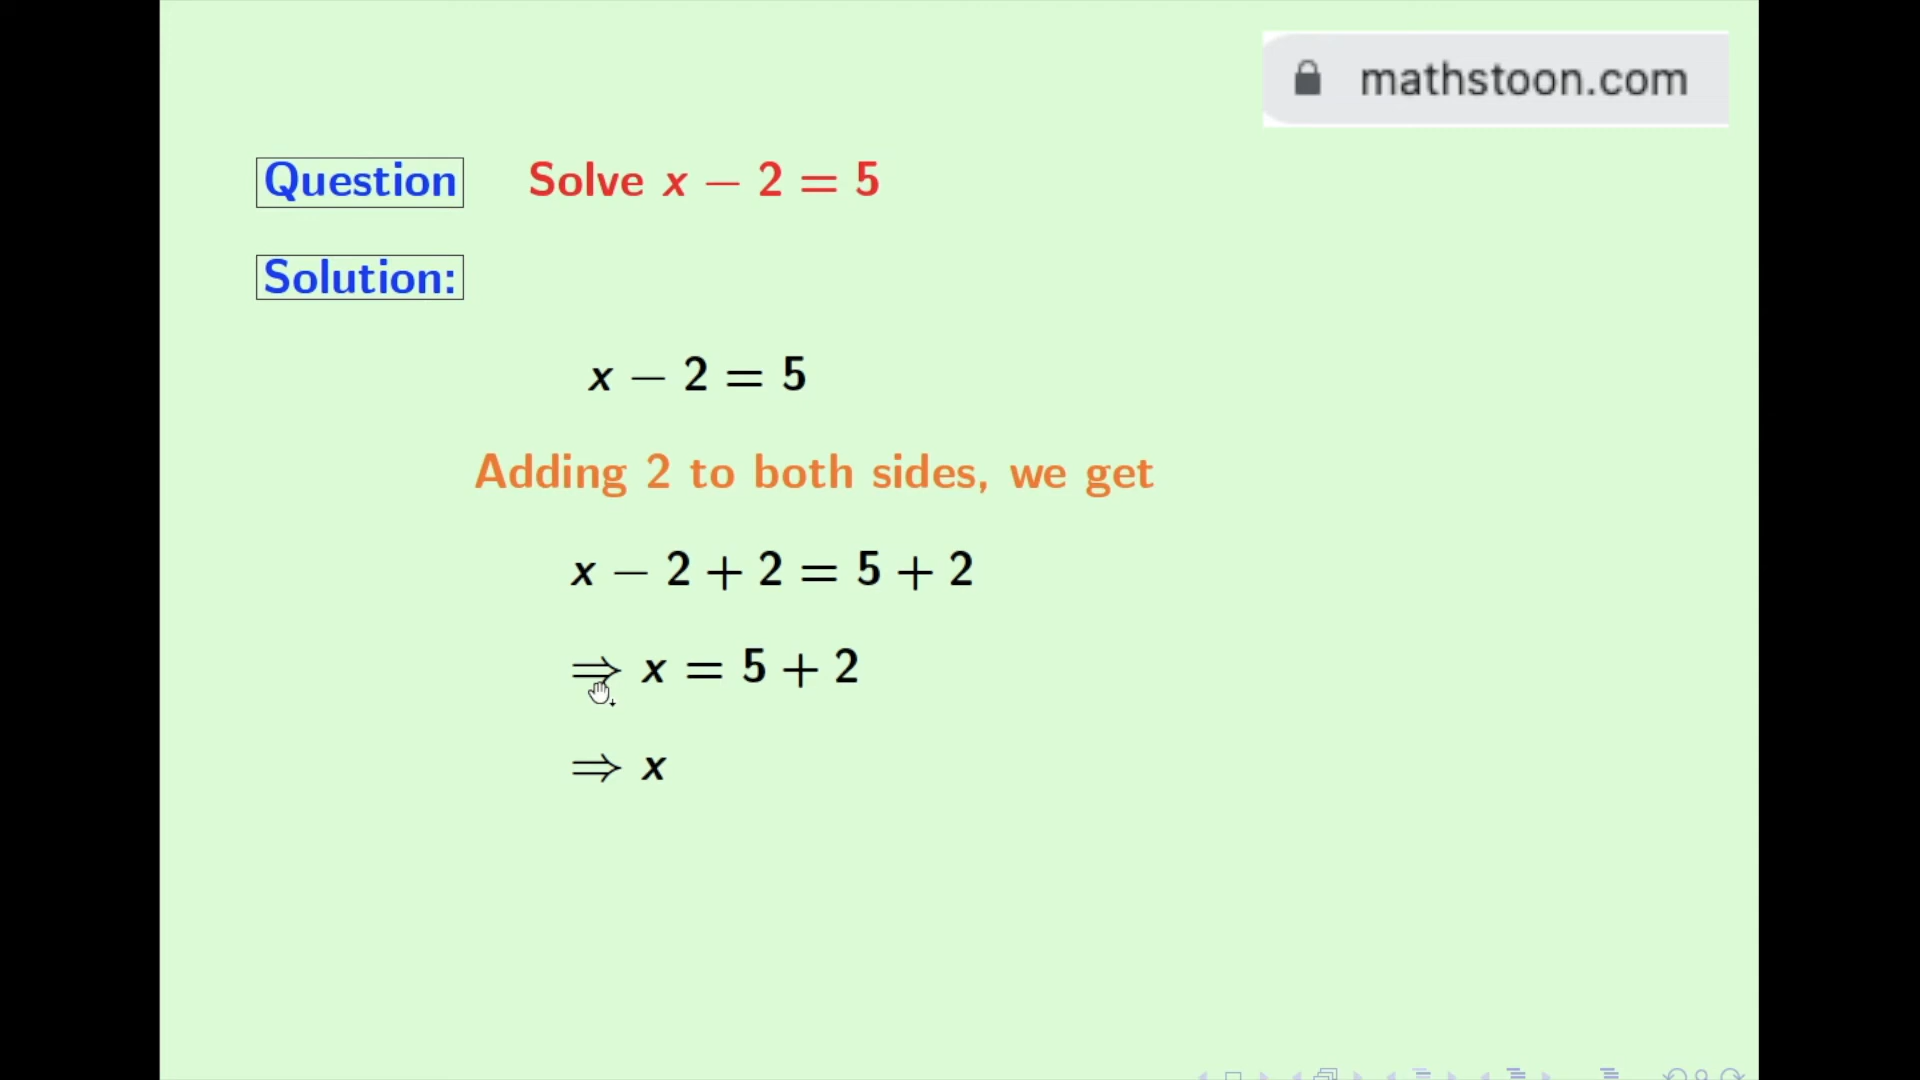 mathstoon.com
Question Solve x − 2 = 5
Solution:
x − 2 = 5
Adding 2 to both sides, we get
x − 2 + 2 = 5 + 2
⇒ x = 5 + 2
⇒ x